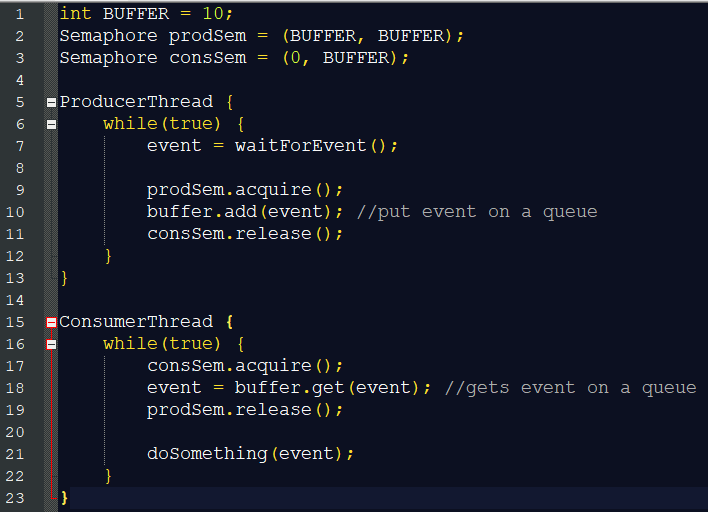 1 int BUFFER = 10;
2 Semaphore prodSem = (BUFFER, BUFFER);
3 Semaphore consSem = (0, BUFFER);
4
5 ProducerThread {
6     while(true) {
7         event = waitForEvent();
8
9         prodSem.acquire();
10         buffer.add(event); //put event on a queue
11         consSem.release();
12     }
13 }
14
15 ConsumerThread {
16     while(true) {
17         consSem.acquire();
18         event = buffer.get(event); //gets event on a queue
19         prodSem.release();
20
21         doSomething(event);
22     }
23 }